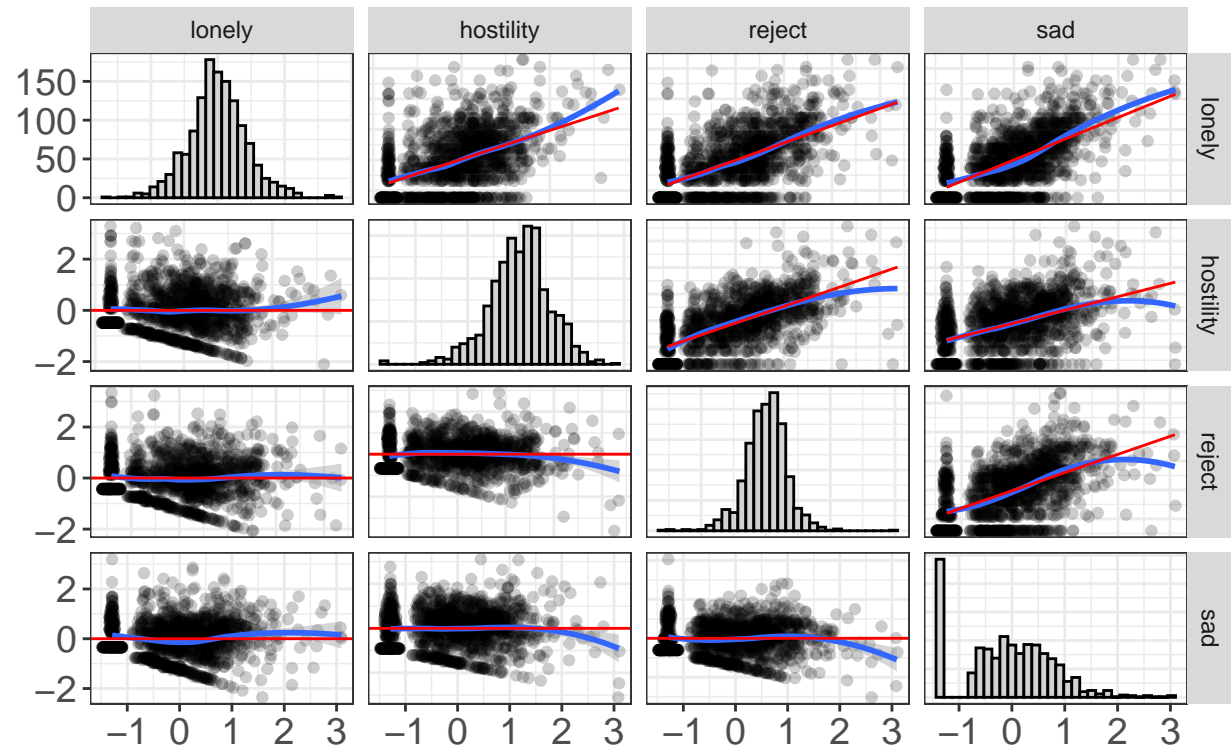 lonely hostility reject sad
150
100
50
0
lonely
2
0
−2
hostility
2
0
−2
reject
2
0
−2
sad
−1 0 1 2 3 −1 0 1 2 3 −1 0 1 2 3 −1 0 1 2 3